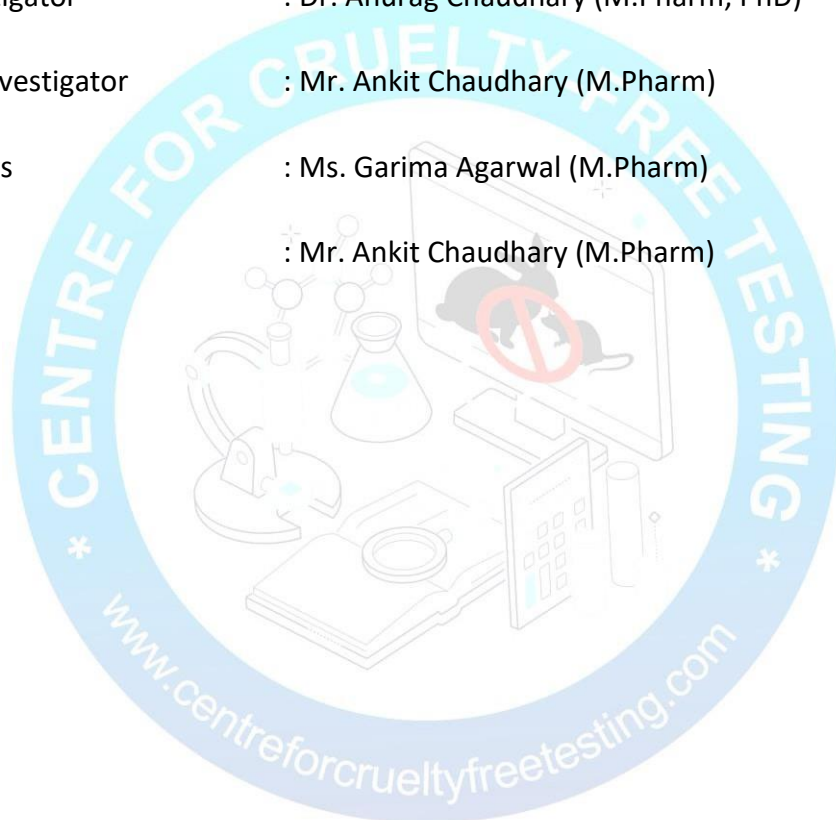 tigator : Dr. Anurag Chaudhary (M.Pharm, PhD)
vestigator : Mr. Ankit Chaudhary (M.Pharm)
s : Ms. Garima Agarwal (M.Pharm)
: Mr. Ankit Chaudhary (M.Pharm)
* CENTRE FOR CRUELTY FREE TESTING *
www.centreforcrueltyfreetesting.com